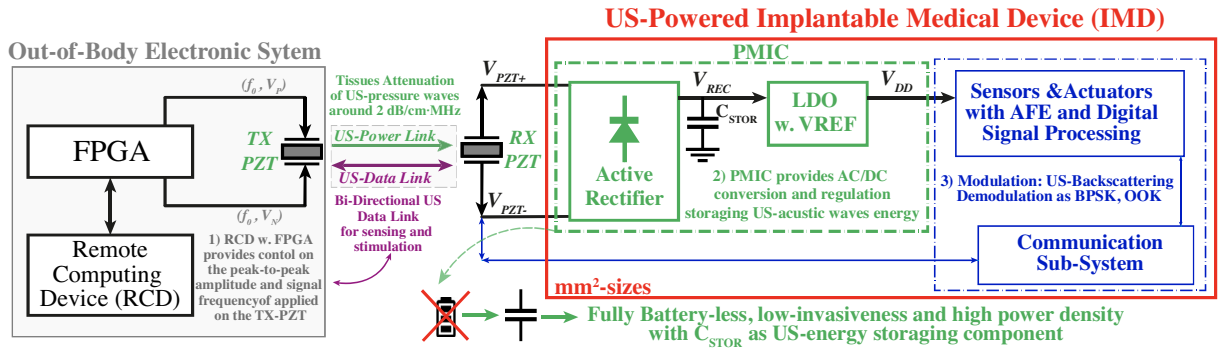 US-Powered Implantable Medical Device (IMD)
Out-of-Body Electronic Sytem
(f0, VP)
FPGA
TX
PZT
(f0, VN)
Remote
Computing
Device (RCD)
1) RCD w. FPGA
provides contol on
the peak-to-peak
amplitude and signal
frequencyof applied
on the TX-PZT
Tissues Attenuation
of US-pressure waves
around 2 dB/cm·MHz
US-Power Link
US-Data Link
Bi-Directional US
Data Link
for sensing and
stimulation
VPZT+
RX
PZT
VPZT-
PMIC
Active
Rectifier
VREC
CSTOR
LDO
w. VREF
VDD
2) PMIC provides AC/DC
conversion and regulation
storaging US-acustic waves energy
Sensors &Actuators
with AFE and Digital
Signal Processing
3) Modulation: US-Backscattering
Demodulation as BPSK, OOK
Communication
Sub-System
mm²-sizes
Fully Battery-less, low-invasiveness and high power density
with CSTOR as US-energy storaging component